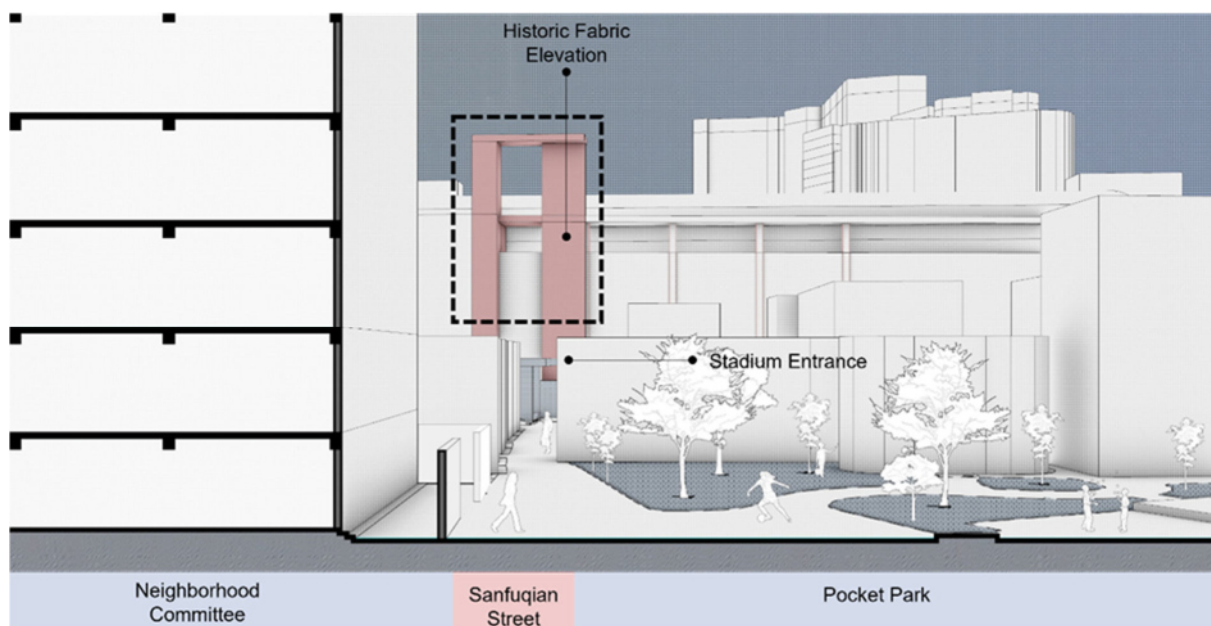 Historic Fabric
Elevation
Stadium Entrance
Neighborhood
Committee
Sanfuqian
Street
Pocket Park